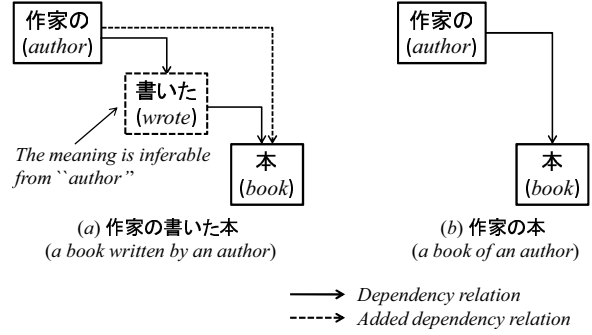 作家の
(author)
書いた
(wrote)
The meaning is inferable
from ``author”
本
(book)
(a) 作家の書いた本
(a book written by an author)
作家の
(author)
本
(book)
(b) 作家の本
(a book of an author)
Dependency relation
Added dependency relation